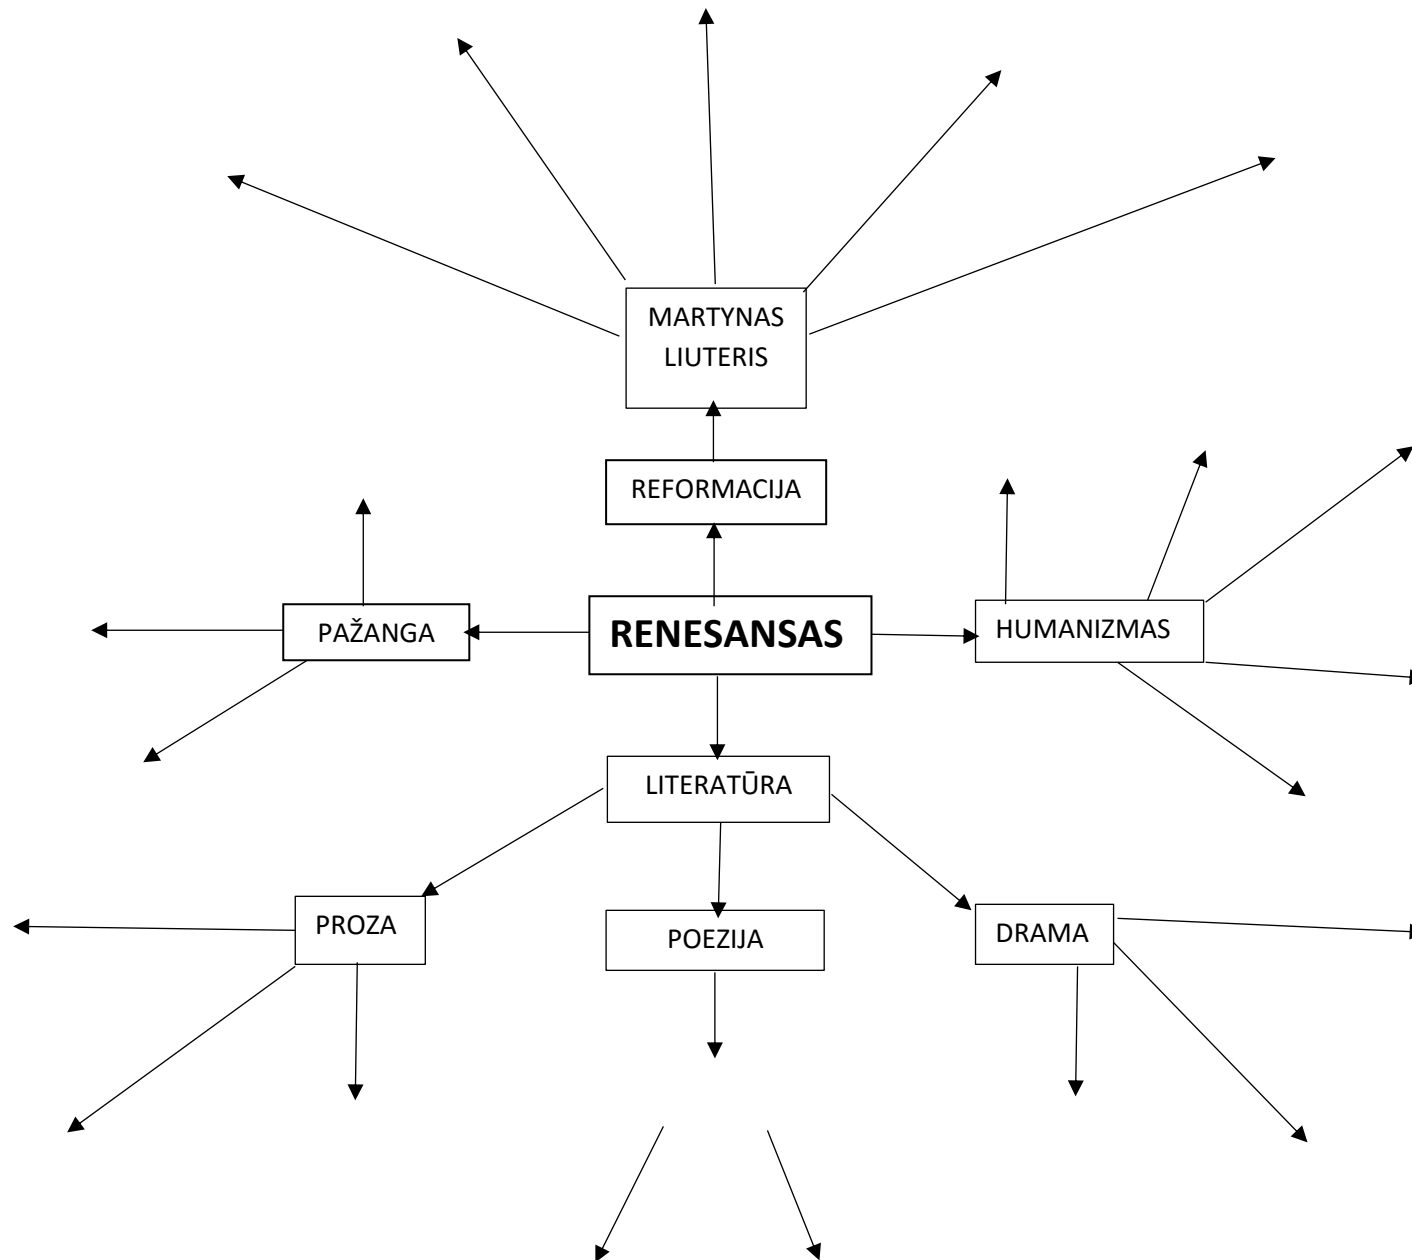 MARTYNAS
LIUTERIS
REFORMACIJA
PAŽANGA
RENESANSAS
HUMANIZMAS
LITERATŪRA
PROZA
POEZIJA
DRAMA